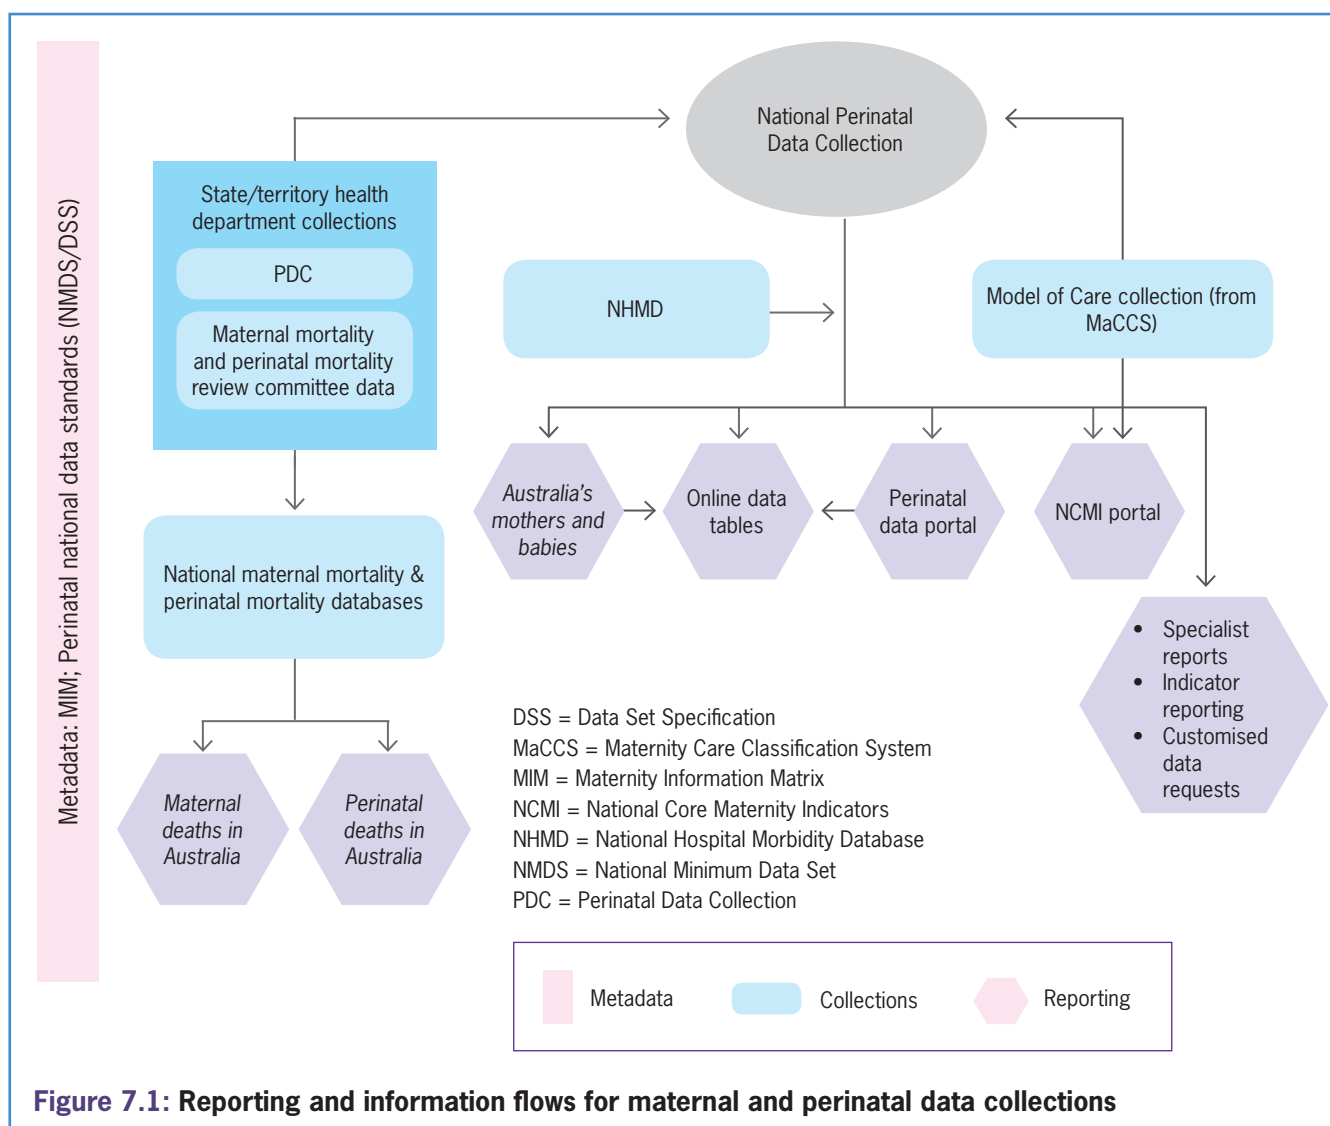 Metadata: MIM; Perinatal national data standards (NMDS/DSS)
National Perinatal
Data Collection
State/territory health
department collections
PDC
Maternal mortality
and perinatal mortality
review committee data
NHMD
Model of Care collection (from
MaCCS)
Australia's
mothers and
babies
Online data
tables
Perinatal
data portal
NCMI portal
National maternal mortality &
perinatal mortality databases
• Specialist
reports
• Indicator
reporting
• Customised
data
requests
Maternal
deaths in
Australia
Perinatal
deaths in
Australia
DSS = Data Set Specification
MaCCS = Maternity Care Classification System
MIM = Maternity Information Matrix
NCMI = National Core Maternity Indicators
NHMD = National Hospital Morbidity Database
NMDS = National Minimum Data Set
PDC = Perinatal Data Collection
Metadata
Collections
Reporting
Figure 7.1: Reporting and information flows for maternal and perinatal data collections